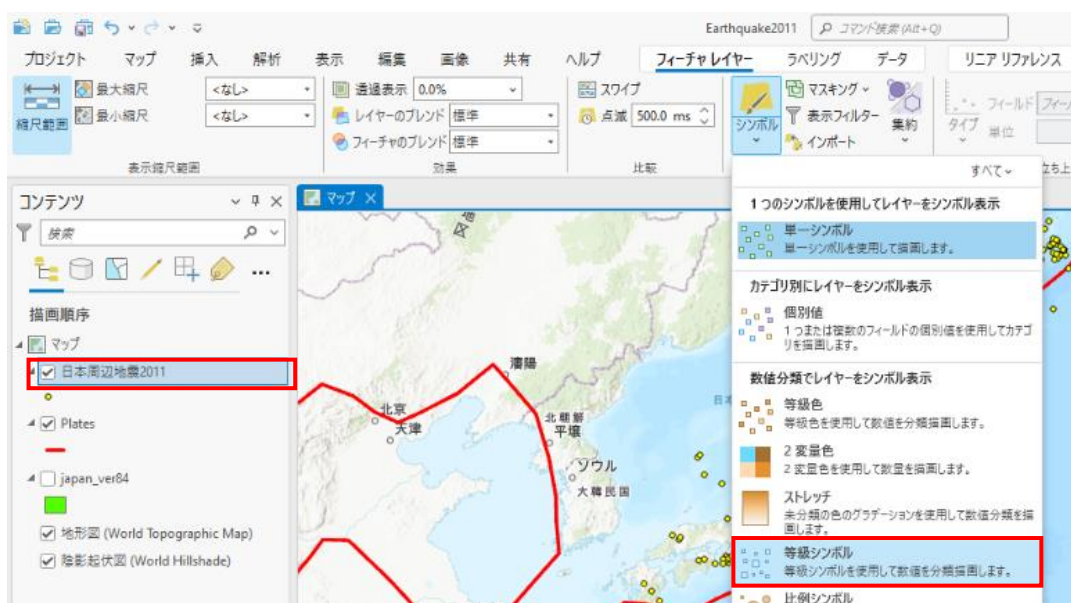 Earthquake2011
コマンド検索 (Alt+Q)
プロジェクト マップ 挿入 解析 表示 編集 画像 共有 ヘルプ フィーチャ レイヤー ラベリング データ リニア リファレンス
縮尺範囲
最大縮尺 <なし>
最小縮尺 <なし>
表示縮尺範囲
透過表示 0.0%
レイヤーのブレンド 標準
フィーチャのブレンド 標準
効果
スワイプ
点滅 500.0 ms
比較
シンボル
マスキング
表示フィルター
インポート
集約
タイプ
フィールド
単位
コンテンツ
検索
描画順序
マップ
日本周辺地震2011
Plates
japan_ver84
地形図 (World Topographic Map)
陰影起伏図 (World Hillshade)
マップ
瀋陽
北京
天津
北朝鮮
平壌
ソウル
大韓民国
日本
すべて
1 つのシンボルを使用してレイヤーをシンボル表示
単一シンボル
単一シンボルを使用して描画します。
カテゴリ別にレイヤーをシンボル表示
個別値
1 つまたは複数のフィールドの個別値を使用してカテゴ
リを描画します。
数値分類でレイヤーをシンボル表示
等級色
等級色を使用して数値を分類描画します。
2 変量色
2 変量色を使用して数量を描画します。
ストレッチ
未分類の色のグラデーションを使用して数値分類を描
画します。
等級シンボル
等級シンボルを使用して数値を分類描画します。
比例シンボル